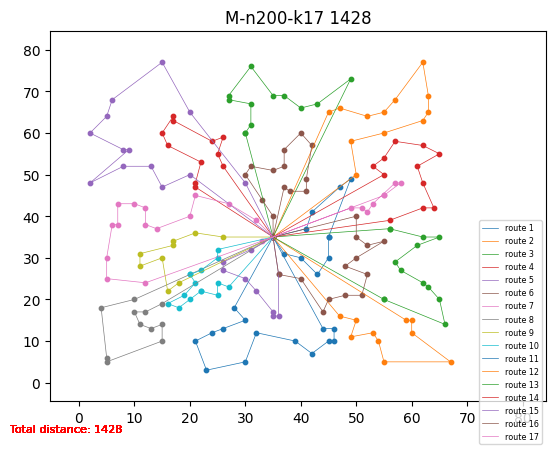 M-n200-k17 1428
80
70
60
50
40
30
20
10
0
route 1
route 2
route 3
route 4
route 5
route 6
route 7
route 8
route 9
route 10
route 11
route 12
route 13
route 14
route 15
route 16
route 17
0 10 20 30 40 50 60 70 80
Total distance: 1428